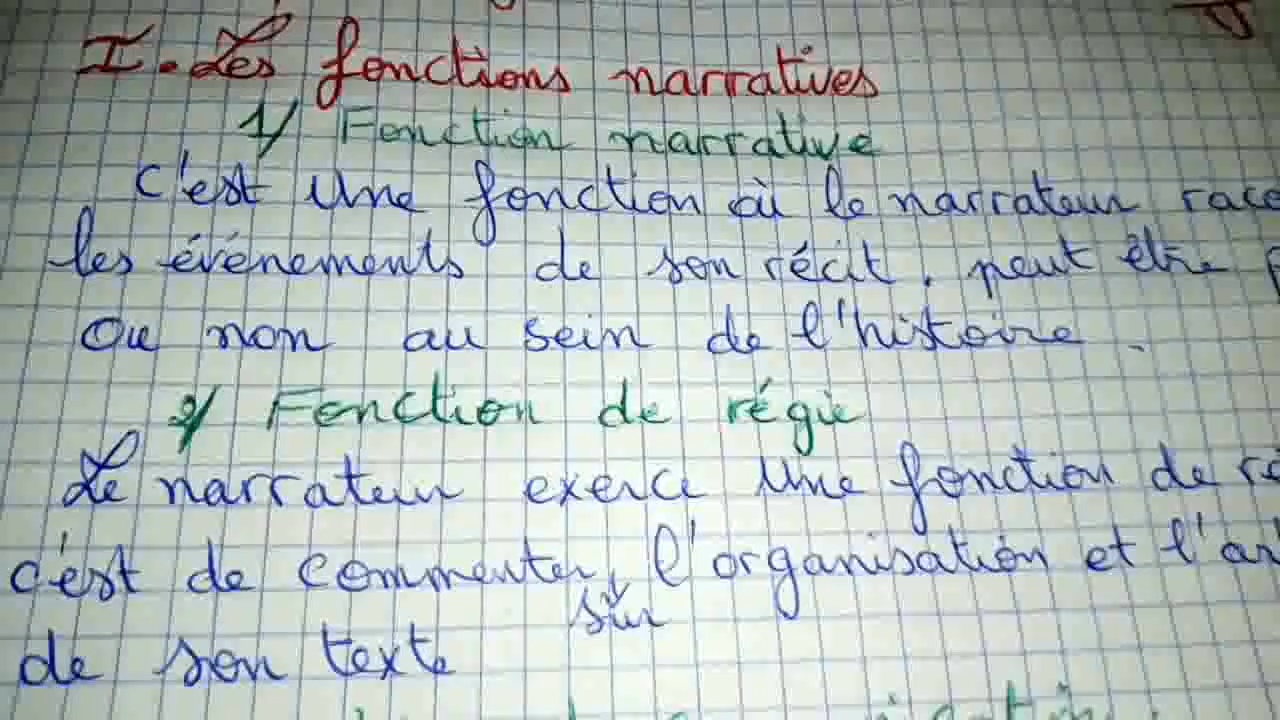 I. Les fonctions narratives
1/ Fonction narrative
c'est une fonction où le narrateur
les événements de son récit. peut être
ou non au sein de l'histoire.
2/ Fonction de régie
Le narrateur exerce une fonction de
c'est de commenter, l'organisation et
sur
de son texte